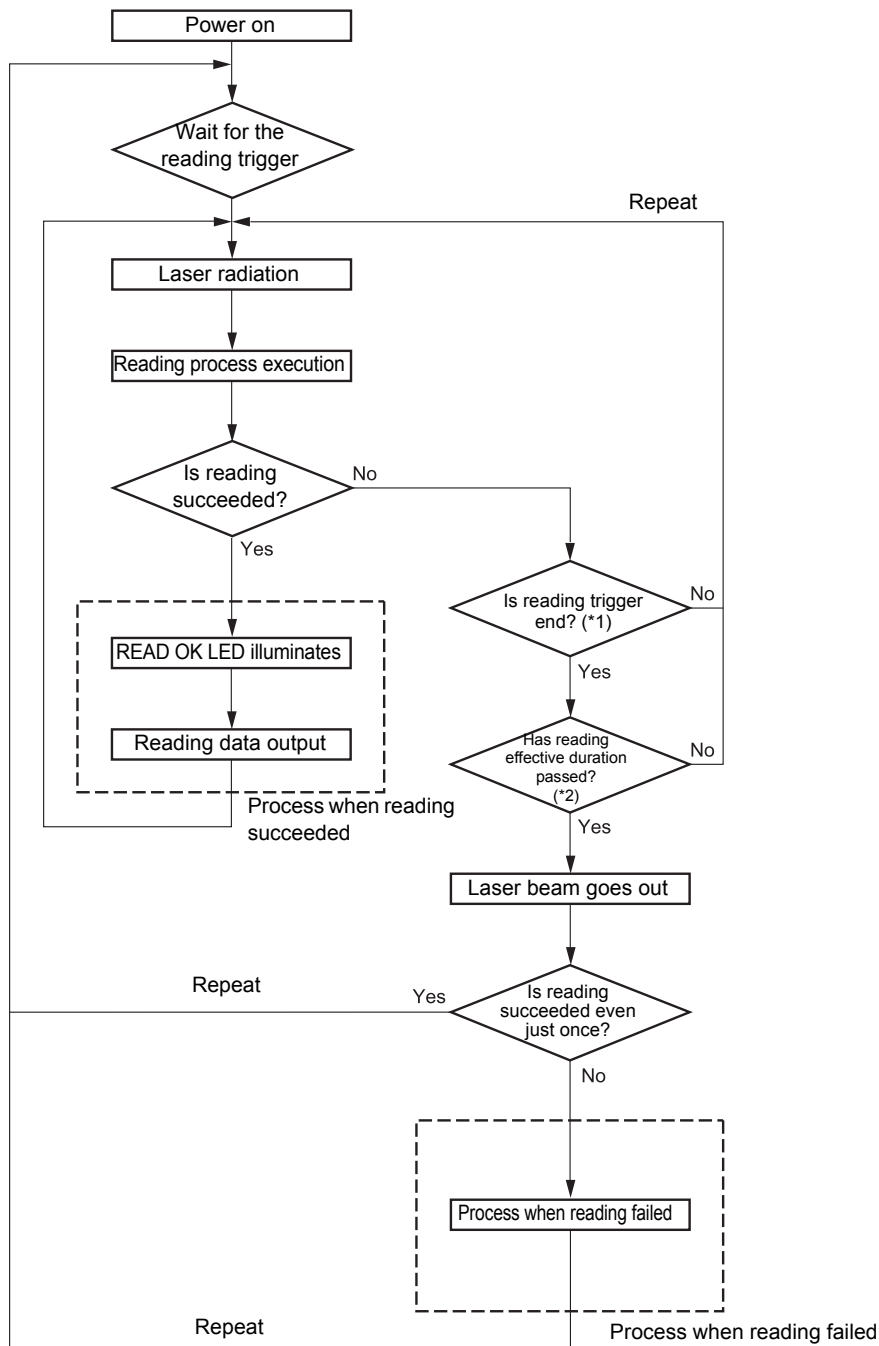 Power on
Wait for the
reading trigger
Repeat
Laser radiation
Reading process execution
Is reading
succeeded?
No
Yes
Is reading trigger
end? (*1)
No
Yes
READ OK LED illuminates
Reading data output
Process when reading
succeeded
Has reading
effective duration
passed?
(*2)
No
Yes
Laser beam goes out
Repeat
Yes
Is reading
succeeded even
just once?
No
Process when reading failed
Repeat
Process when reading failed